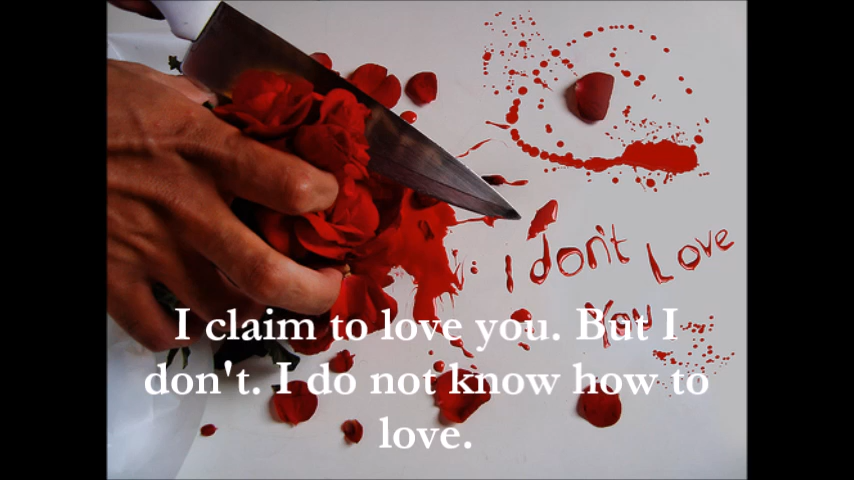 I don't Love
You
I claim to love you. But I
don't. I do not know how to
love.